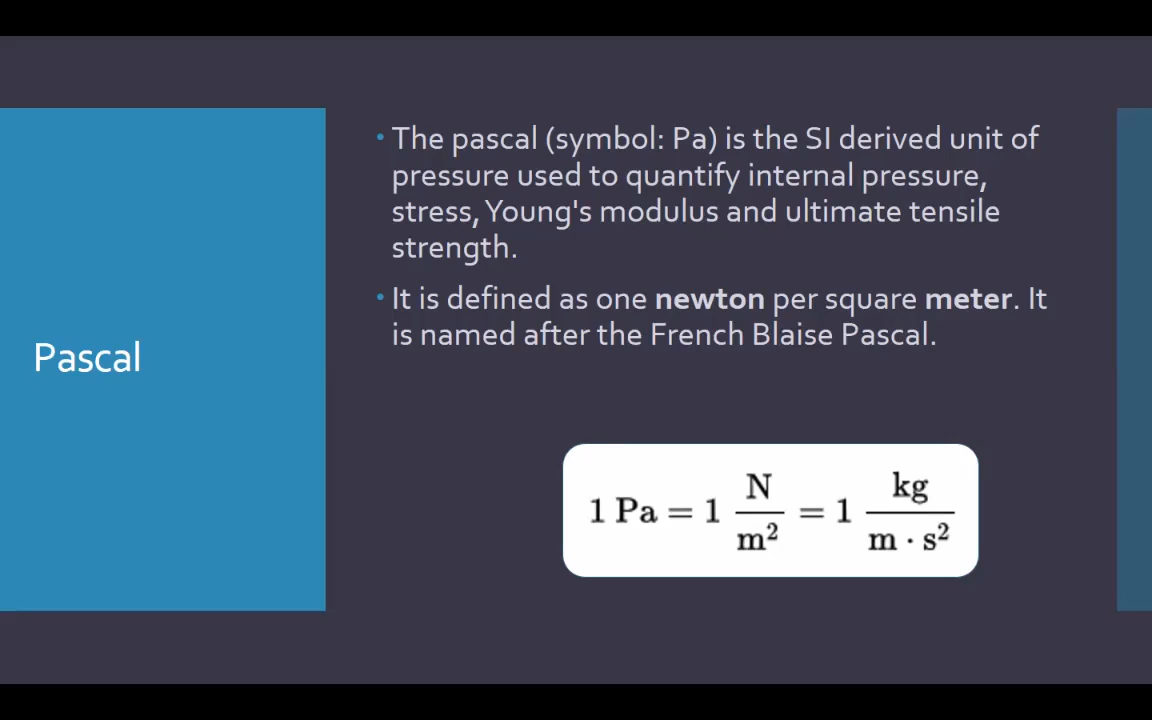 Pascal
• The pascal (symbol: Pa) is the SI derived unit of
pressure used to quantify internal pressure,
stress, Young's modulus and ultimate tensile
strength.
• It is defined as one newton per square meter. It
is named after the French Blaise Pascal.
1 Pa = 1 N/m² = 1 kg/m · s²